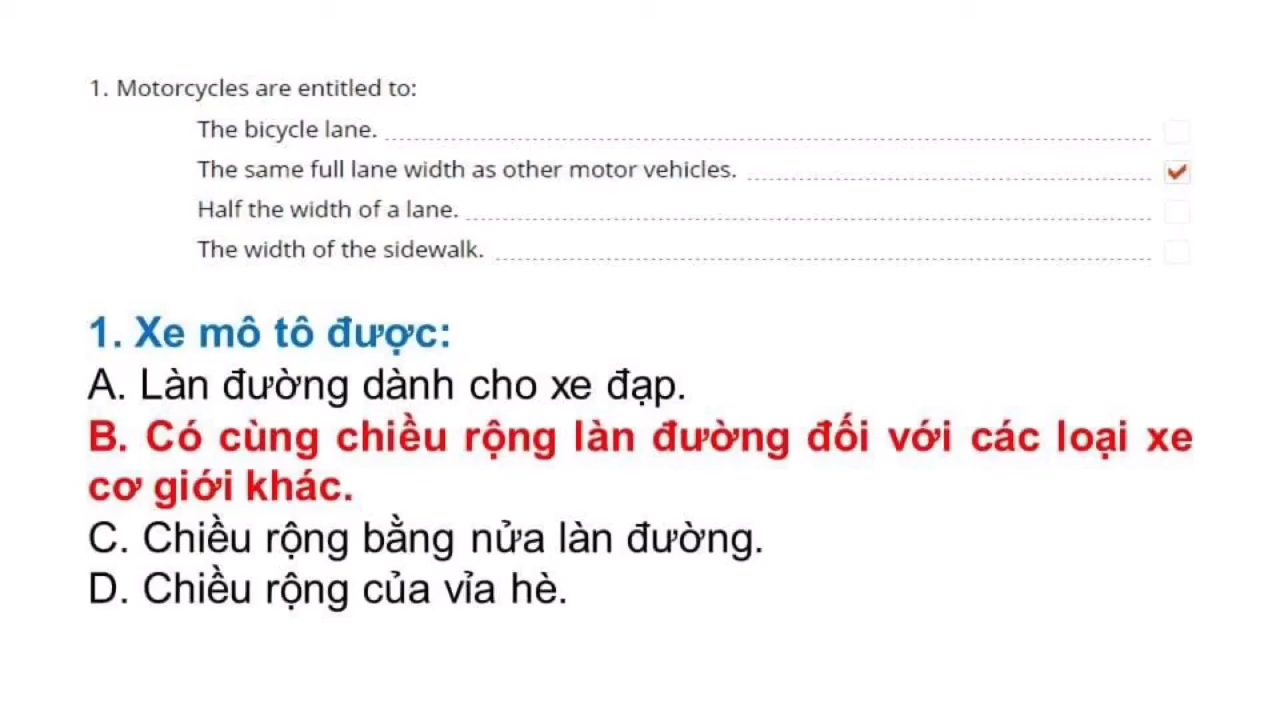 1. Motorcycles are entitled to:
The bicycle lane.
The same full lane width as other motor vehicles.
Half the width of a lane.
The width of the sidewalk.
1. Xe mô tô được:
A. Làn đường dành cho xe đạp.
B. Có cùng chiều rộng làn đường đối với các loại xe
cơ giới khác.
C. Chiều rộng bằng nửa làn đường.
D. Chiều rộng của vỉa hè.